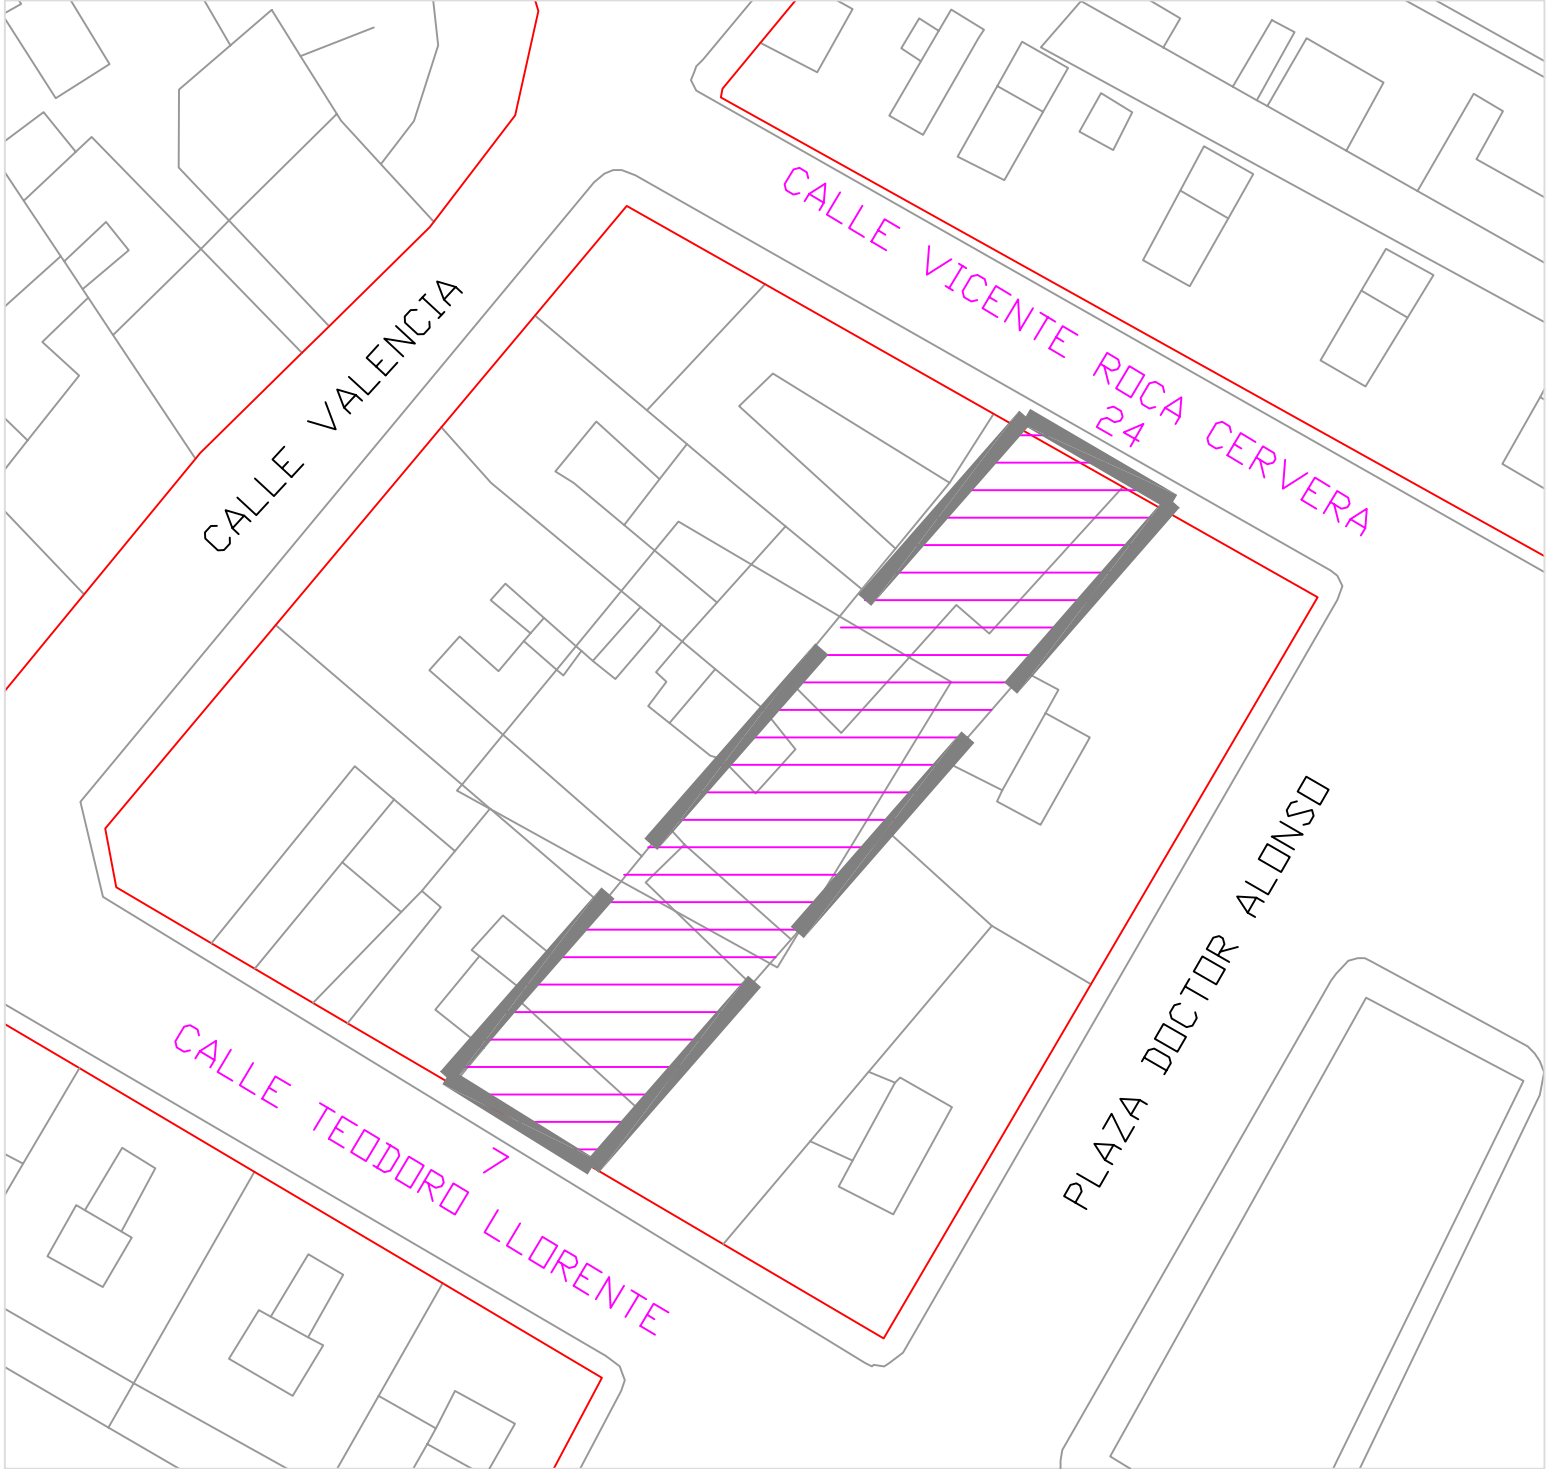 CALLE VICENTE ROCA CERVERA
24
CALLE VALENCIA
PLAZA DOCTOR ALONSO
CALLE TEODORO LLORENTE
7